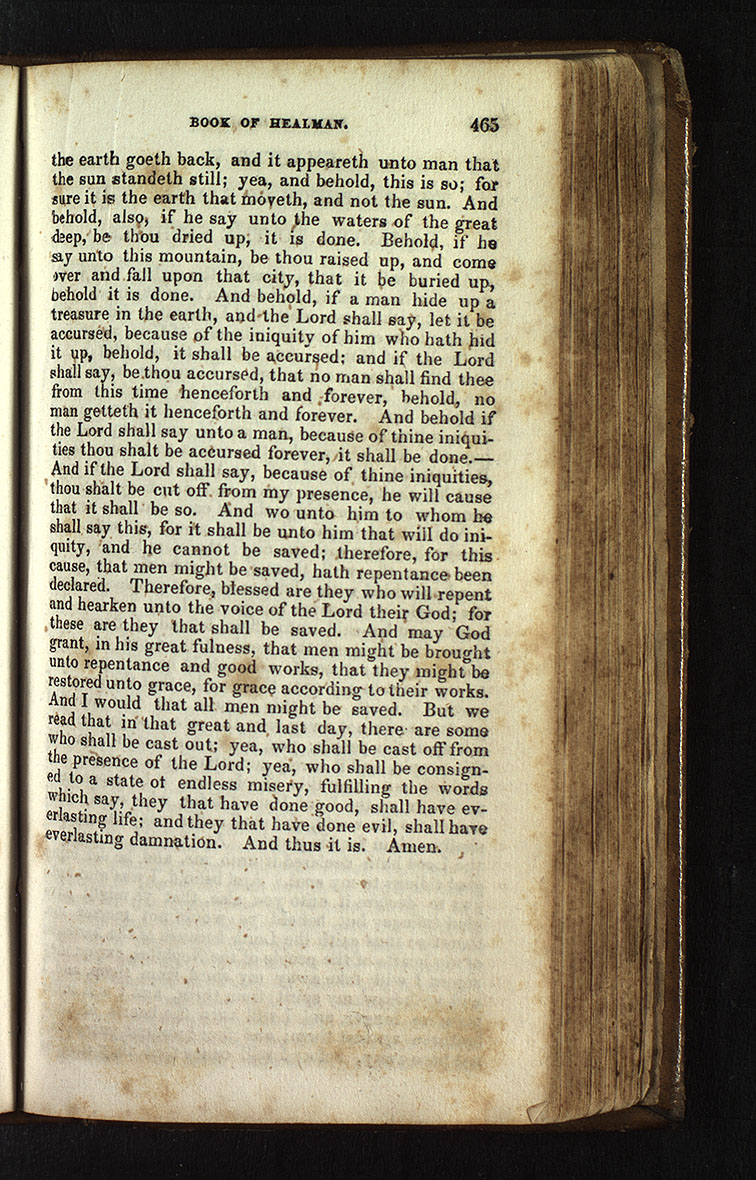 BOOK OF HEALMAN. 465
the earth goeth back, and it appeareth unto man that
the sun standeth still; yea, and behold, this is so; for
sure it is the earth that moveth, and not the sun. And
behold, also, if he say unto the waters of the great
deep, be thou dried up, it is done. Behold, if he
say unto this mountain, be thou raised up, and come
over and fall upon that city, that it be buried up,
behold it is done. And behold, if a man hide up a
treasure in the earth, and the Lord shall say, let it be
accursed, because of the iniquity of him who hath hid
it up, behold, it shall be accursed: and if the Lord
shall say, be thou accursed, that no man shall find thee
from this time henceforth and forever, behold, no
man getteth it henceforth and forever. And behold if
the Lord shall say unto a man, because of thine iniqui-
ties thou shalt be accursed forever, it shall be done.—
And if the Lord shall say, because of thine iniquities,
thou shalt be cut off from my presence, he will cause
that it shall be so. And wo unto him to whom he
shall say this, for it shall be unto him that will do ini-
quity, and he cannot be saved; therefore, for this
cause, that men might be saved, hath repentance been
declared. Therefore, blessed are they who will repent
and hearken unto the voice of the Lord their God; for
these are they that shall be saved. And may God
grant, in his great fulness, that men might be brought
unto repentance and good works, that they might be
restored unto grace, for grace according to their works.
And I would that all men might be saved. But we
read that in that great and last day, there are some
who shall be cast out; yea, who shall be cast off from
the presence of the Lord; yea, who shall be consign-
ed to a state of endless misery, fulfilling the words
which say, they that have done good, shall have ev-
erlasting life; and they that have done evil, shall have
everlasting damnation. And thus it is. Amen.